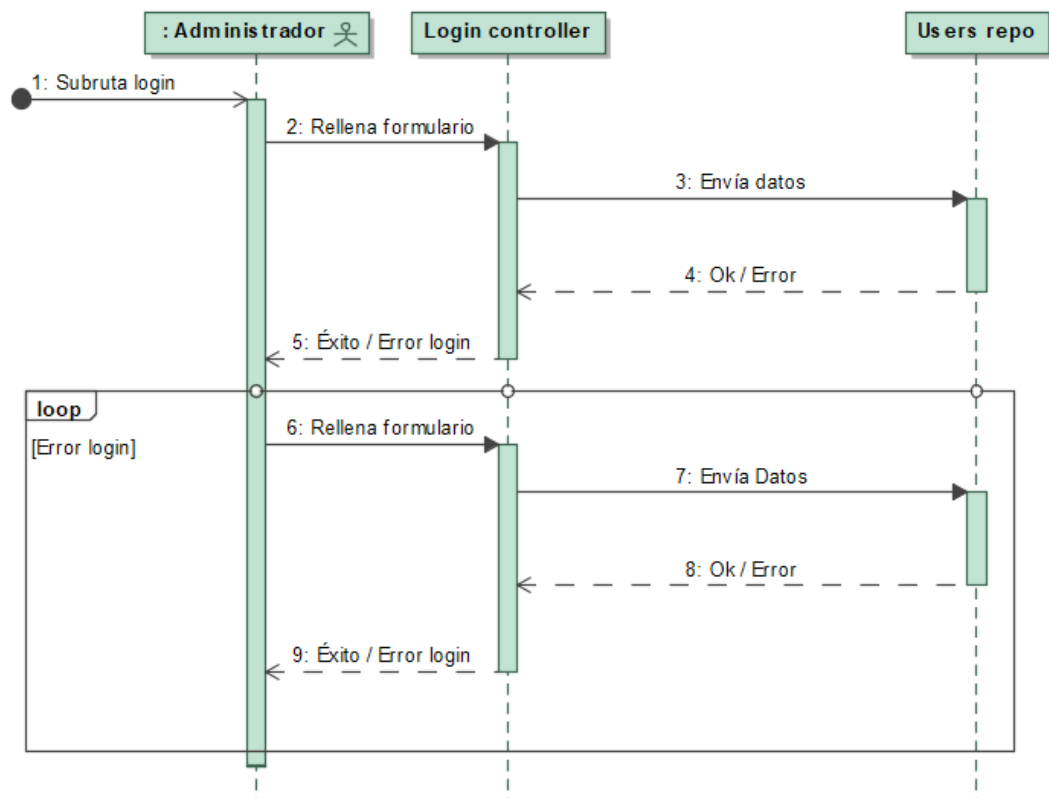 : Administrador
Login controller
Users repo
1: Subruta login
2: Rellena formulario
3: Envía datos
4: Ok / Error
5: Éxito / Error login
loop
[Error login]
6: Rellena formulario
7: Envía Datos
8: Ok / Error
9: Éxito / Error login